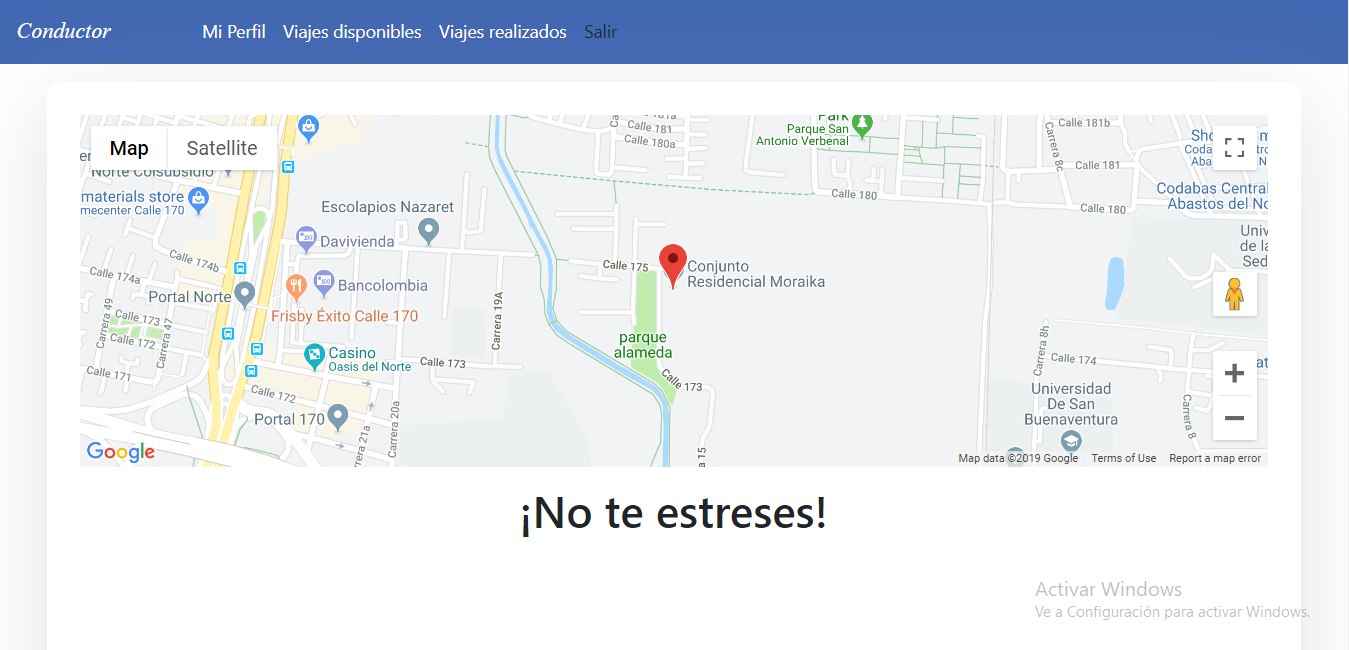 Conductor
Mi Perfil
Viajes disponibles
Viajes realizados
Salir
Map
Satellite
Norte Colsubsidio
materials store
mecenter Calle 170
Escolapios Nazaret
Davivienda
Bancolombia
Portal Norte
Frisby Éxito Calle 170
Casino
Oasis del Norte
Portal 170
Calle 174b
Calle 174a
Calle 173
Calle 172
Calle 171
Carrera 49
Carrera 47
Calle 172
Calle 173
Carrera 19A
Carrera 20a
rera 21a
Calle 181
Calle 180a
Park
Parque San
Antonio Verbenal
Calle 180
Calle 175
Conjunto
Residencial Moraika
parque
alameda
Calle 173
a 15
Carrera 8c
Calle 181b
Calle 181
Calle 180
Codabas Central
Abastos del No
Univ
de la
Sed
Carrera 8h
Calle 174
Carrera 8
Universidad
De San
Buenaventura
Google
Map data ©2019 Google
Terms of Use
Report a map error
¡No te estreses!
Activar Windows
Ve a Configuración para activar Windows.